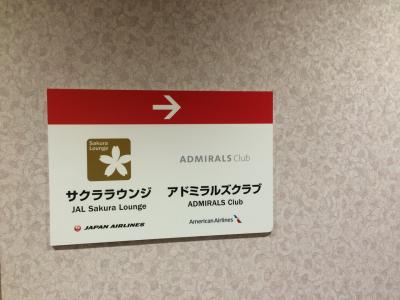 →
Sakura
Lounge
サクララウンジ
JAL Sakura Lounge
JAPAN AIRLINES
ADMIRALS Club
アドミラルズクラブ
ADMIRALS Club
American Airlines